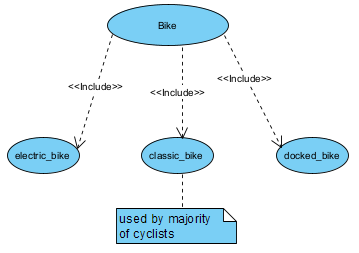 Bike
<<Include>>
<<Include>>
<<Include>>
electric_bike
classic_bike
docked_bike
used by majority
of cyclists